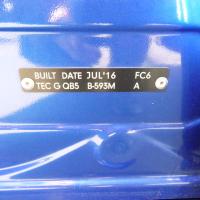 BUILT DATE JUL'16 FC6
TEC G QB5 B-593M A